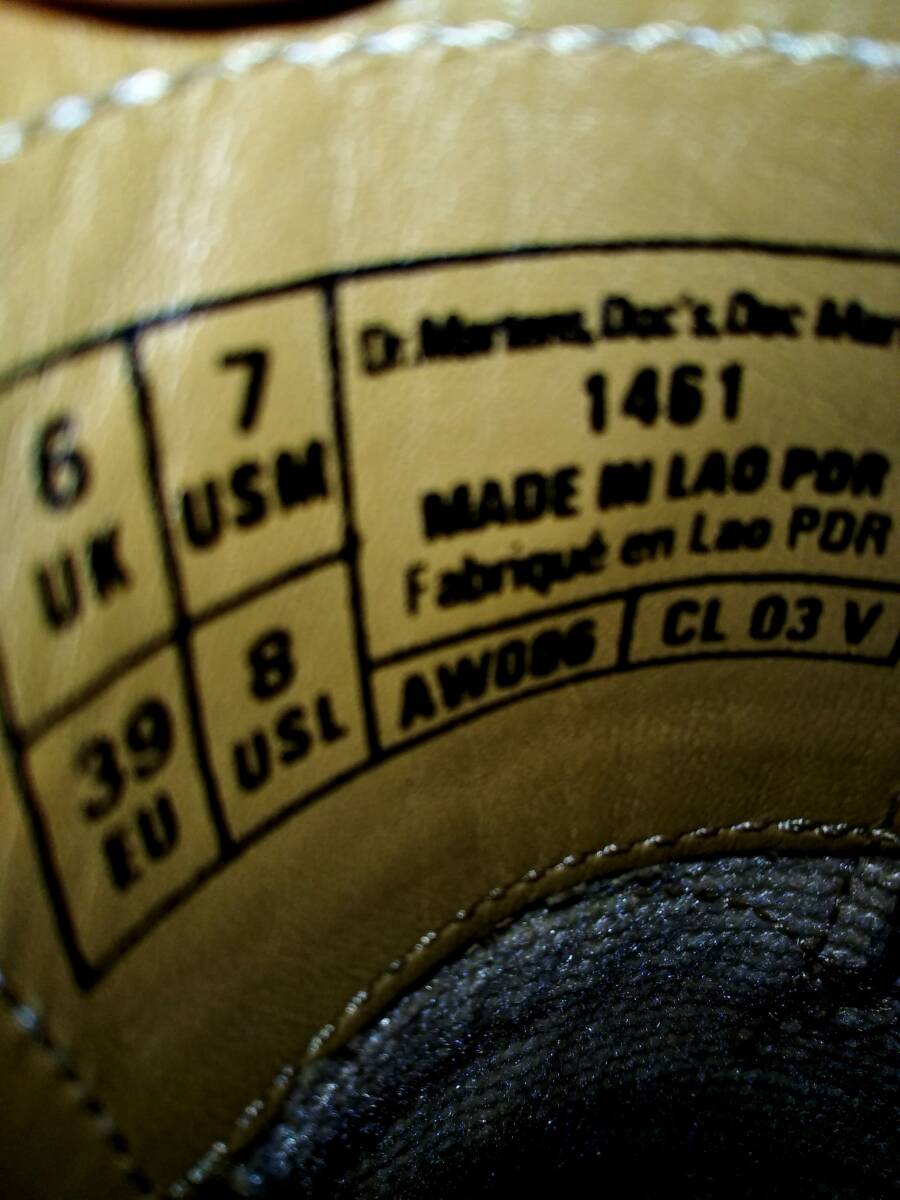 6
UK
7
USM
39
EU
8
USL
Dr. Martens, Doc's, Doc Mar
1461
MADE IN LAO PDR
Fabriqué en Lao PDR
AW006
CL 03 V